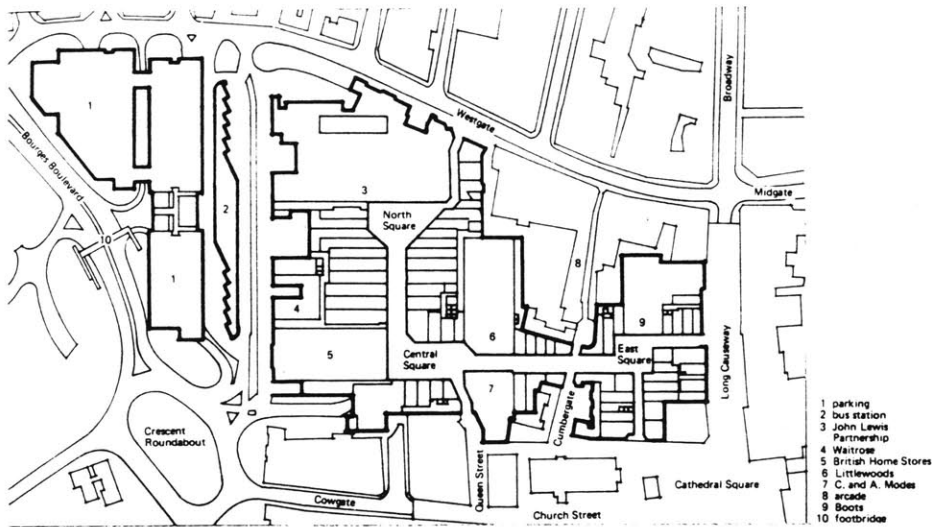 1
Bourges Boulevard
2
10
1
Westgate
Broadway
Midgate
3
North
Square
8
4
5
6
9
Central
Square
East
Square
7
Cumbergate
Long Causeway
Crescent
Roundabout
Queen Street
Cathedral Square
Cowgate
Church Street
1 parking
2 bus station
3 John Lewis
Partnership
4 Waitrose
5 British Home Stores
6 Littlewoods
7 C. and A. Modes
8 arcade
9 Boots
10 footbridge